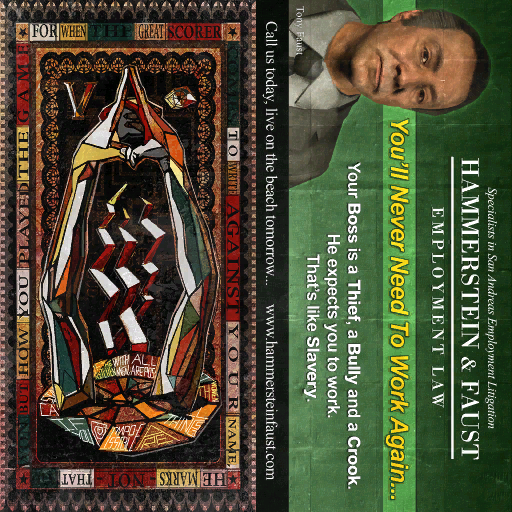 FOR WHEN THE GREAT SCORER
COMES
TO WRITE AGAINST YOUR NAME,
HE MARKS - NOT - THAT
YOU
WON
BUT HOW YOU PLAYED THE GAME
V
WITH ALL
Specialists in San Andreas Employment Litigation
HAMMERSTEIN & FAUST
EMPLOYMENT LAW
You'll Never Need To Work Again...
Your Boss is a Thief, a Bully and a Crook.
He expects you to work.
That's like Slavery.
Tony Faust
Call us today, live on the beach tomorrow... www.hammersteinfaust.com